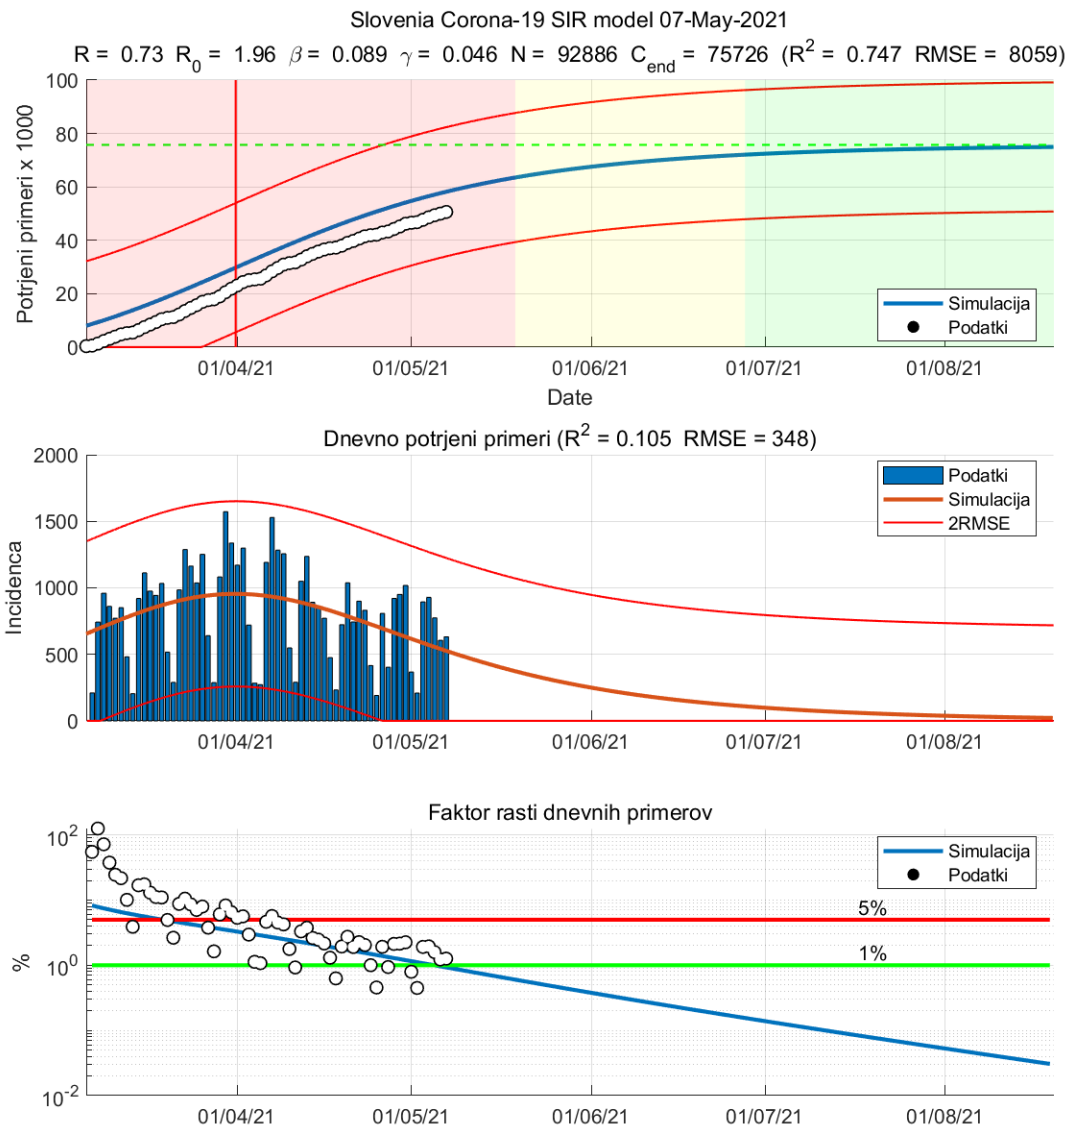 Slovenia Corona-19 SIR model 07-May-2021
R = 0.73 R0 = 1.96 β = 0.089 γ = 0.046 N = 92886 Cend = 75726 (R2 = 0.747 RMSE = 8059)
Potrjeni primeri x 1000
100
80
60
40
20
0
Simulacija
Podatki
01/04/21 01/05/21 01/06/21 01/07/21 01/08/21
Date
Dnevno potrjeni primeri (R2 = 0.105 RMSE = 348)
Incidenca
2000
1500
1000
500
0
Podatki
Simulacija
2RMSE
01/04/21 01/05/21 01/06/21 01/07/21 01/08/21
Faktor rasti dnevnih primerov
%
10^2
10^0
10^-2
Simulacija
Podatki
5%
1%
01/04/21 01/05/21 01/06/21 01/07/21 01/08/21